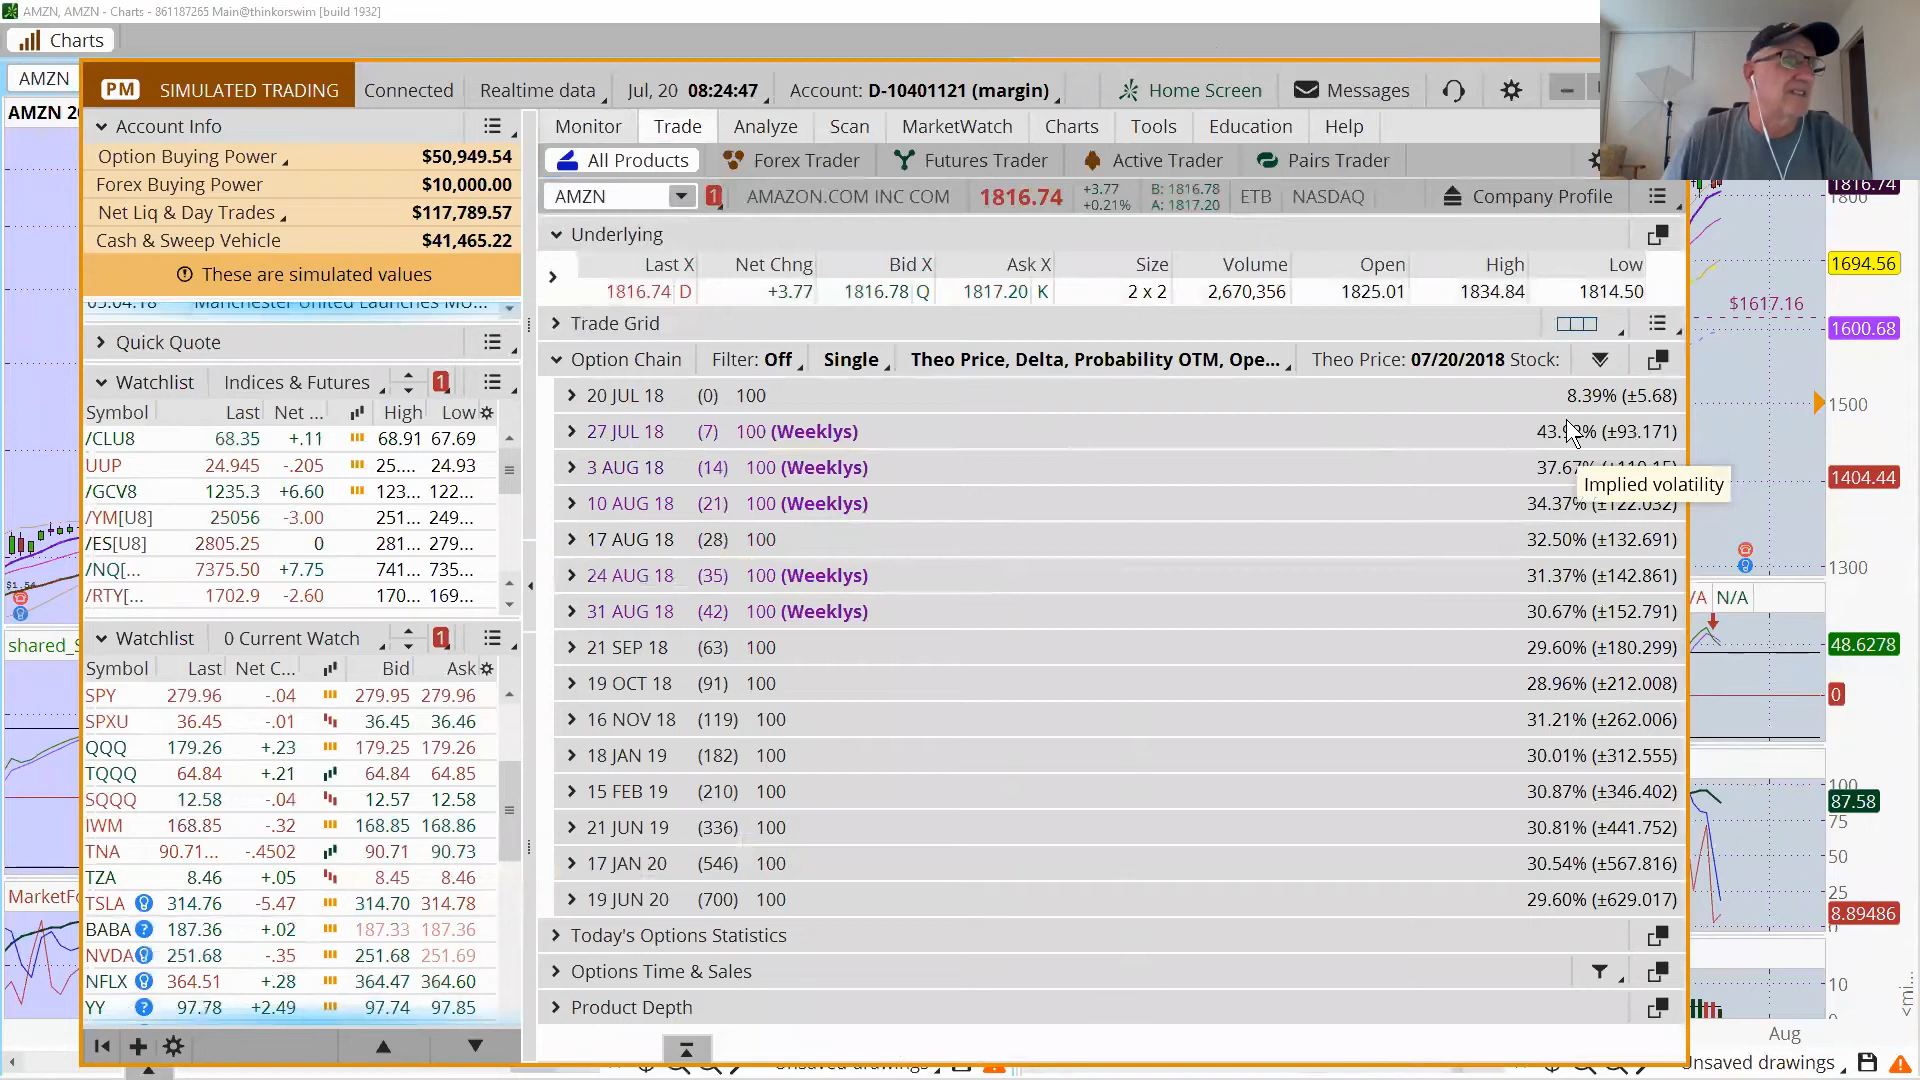 AMZN, AMZN - Charts - 861187265 Main@thinkorswim [build 1932]
Charts
AMZN
AMZN 20
PM SIMULATED TRADING Connected Realtime data Jul, 20 08:24:47 Account: D-10401121 (margin) Home Screen Messages
Account Info
Option Buying Power $50,949.54
Forex Buying Power $10,000.00
Net Liq & Day Trades $117,789.57
Cash & Sweep Vehicle $41,465.22
These are simulated values
Manchester United Launches
Quick Quote
Watchlist Indices & Futures 1
Symbol Last Net ... High Low
/CLU8 68.35 +.11 68.91 67.69
UUP 24.945 -.205 25.... 24.93
/GCV8 1235.3 +6.60 123... 122...
/YM[U8] 25056 -3.00 251... 249...
/ES[U8] 2805.25 0 281... 279...
/NQ[... 7375.50 +7.75 741... 735...
/RTY[... 1702.9 -2.60 170... 169...
Watchlist 0 Current Watch 1
Symbol Last Net C... Bid Ask
SPY 279.96 -.04 279.95 279.96
SPXU 36.45 -.01 36.45 36.46
QQQ 179.26 +.23 179.25 179.26
TQQQ 64.84 +.21 64.84 64.85
SQQQ 12.58 -.04 12.57 12.58
IWM 168.85 -.32 168.85 168.86
TNA 90.71... -.4502 90.71 90.73
TZA 8.46 +.05 8.45 8.46
TSLA 314.76 -5.47 314.70 314.78
BABA 187.36 +.02 187.33 187.36
NVDA 251.68 -.35 251.68 251.69
NFLX 364.51 +.28 364.47 364.60
YY 97.78 +2.49 97.74 97.85
Monitor Trade Analyze Scan MarketWatch Charts Tools Education Help
All Products Forex Trader Futures Trader Active Trader Pairs Trader
AMZN 1 AMAZON.COM INC COM 1816.74 +3.77 +0.21% B: 1816.78 A: 1817.20 ETB NASDAQ Company Profile
Underlying
Last X Net Chng Bid X Ask X Size Volume Open High Low
1816.74 D +3.77 1816.78 Q 1817.20 K 2 x 2 2,670,356 1825.01 1834.84 1814.50
Trade Grid
Option Chain Filter: Off Single Theo Price, Delta, Probability OTM, Ope... Theo Price: 07/20/2018 Stock:
20 JUL 18 (0) 100 8.39% (±5.68)
27 JUL 18 (7) 100 (Weeklys) (±93.171)
3 AUG 18 (14) 100 (Weeklys)
Implied volatility
10 AUG 18 (21) 100 (Weeklys) 34.37% (±122.032)
17 AUG 18 (28) 100 32.50% (±132.691)
24 AUG 18 (35) 100 (Weeklys) 31.37% (±142.861)
31 AUG 18 (42) 100 (Weeklys) 30.67% (±152.791)
21 SEP 18 (63) 100 29.60% (±180.299)
19 OCT 18 (91) 100 28.96% (±212.008)
16 NOV 18 (119) 100 31.21% (±262.006)
18 JAN 19 (182) 100 30.01% (±312.555)
15 FEB 19 (210) 100 30.87% (±346.402)
21 JUN 19 (336) 100 30.81% (±441.752)
17 JAN 20 (546) 100 30.54% (±567.816)
19 JUN 20 (700) 100 29.60% (±629.017)
Today's Options Statistics
Options Time & Sales
Product Depth
shared_S
MarketFo
1816.74
1800
1694.56
$1617.16
1600.68
1500
1404.44
1300
/A N/A
48.6278
0
100
87.58
75
50
25
8.89486
0
10
0
Aug
Unsaved drawings
Unsaved drawings